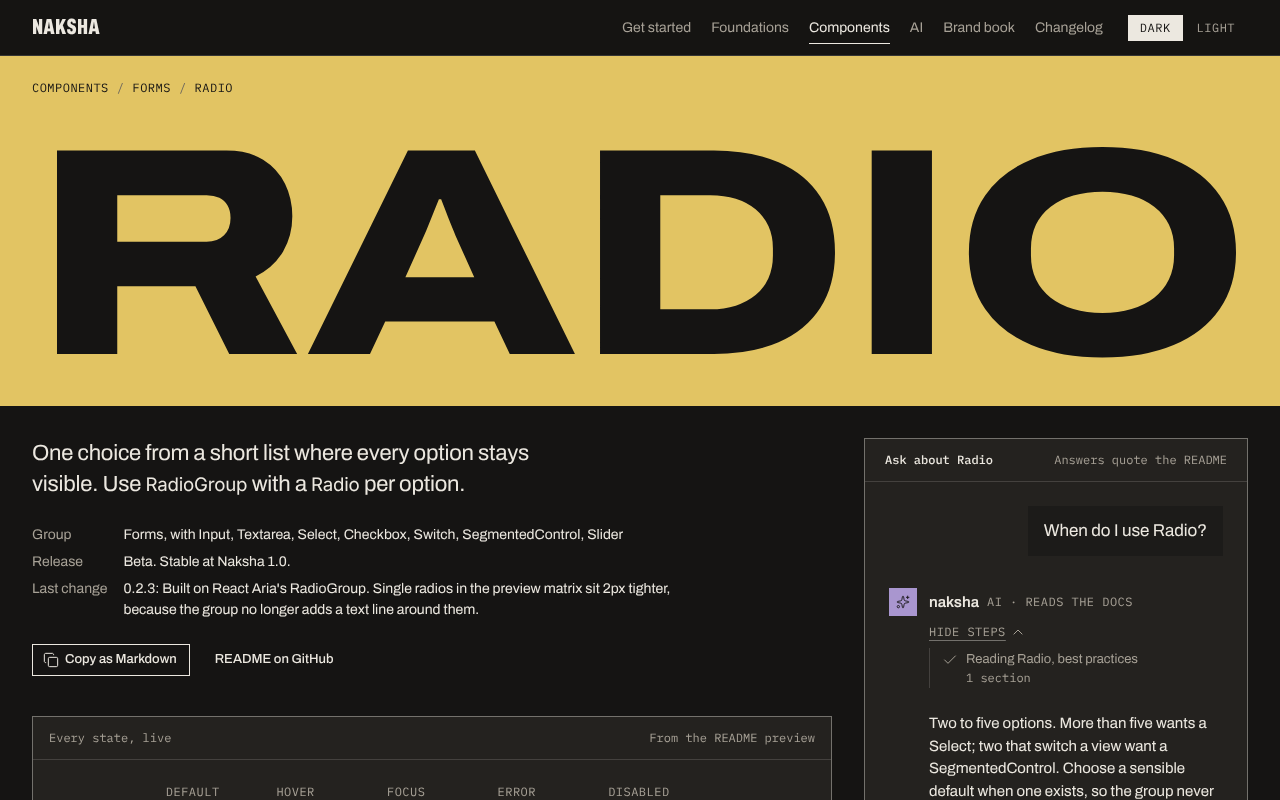 NAKSHA
Get started
Foundations
Components
AI
Brand book
Changelog
DARK
LIGHT
COMPONENTS / FORMS / RADIO
RADIO
One choice from a short list where every option stays
visible. Use RadioGroup with a Radio per option.
Group Forms, with Input, Textarea, Select, Checkbox, Switch, SegmentedControl, Slider
Release Beta. Stable at Naksha 1.0.
Last change 0.2.3: Built on React Aria's RadioGroup. Single radios in the preview matrix sit 2px tighter,
because the group no longer adds a text line around them.
Copy as Markdown
README on GitHub
Every state, live
From the README preview
DEFAULT HOVER FOCUS ERROR DISABLED
Ask about Radio
Answers quote the README
When do I use Radio?
naksha AI · READS THE DOCS
HIDE STEPS
Reading Radio, best practices
1 section
Two to five options. More than five wants a
Select; two that switch a view want a
SegmentedControl. Choose a sensible
default when one exists, so the group never